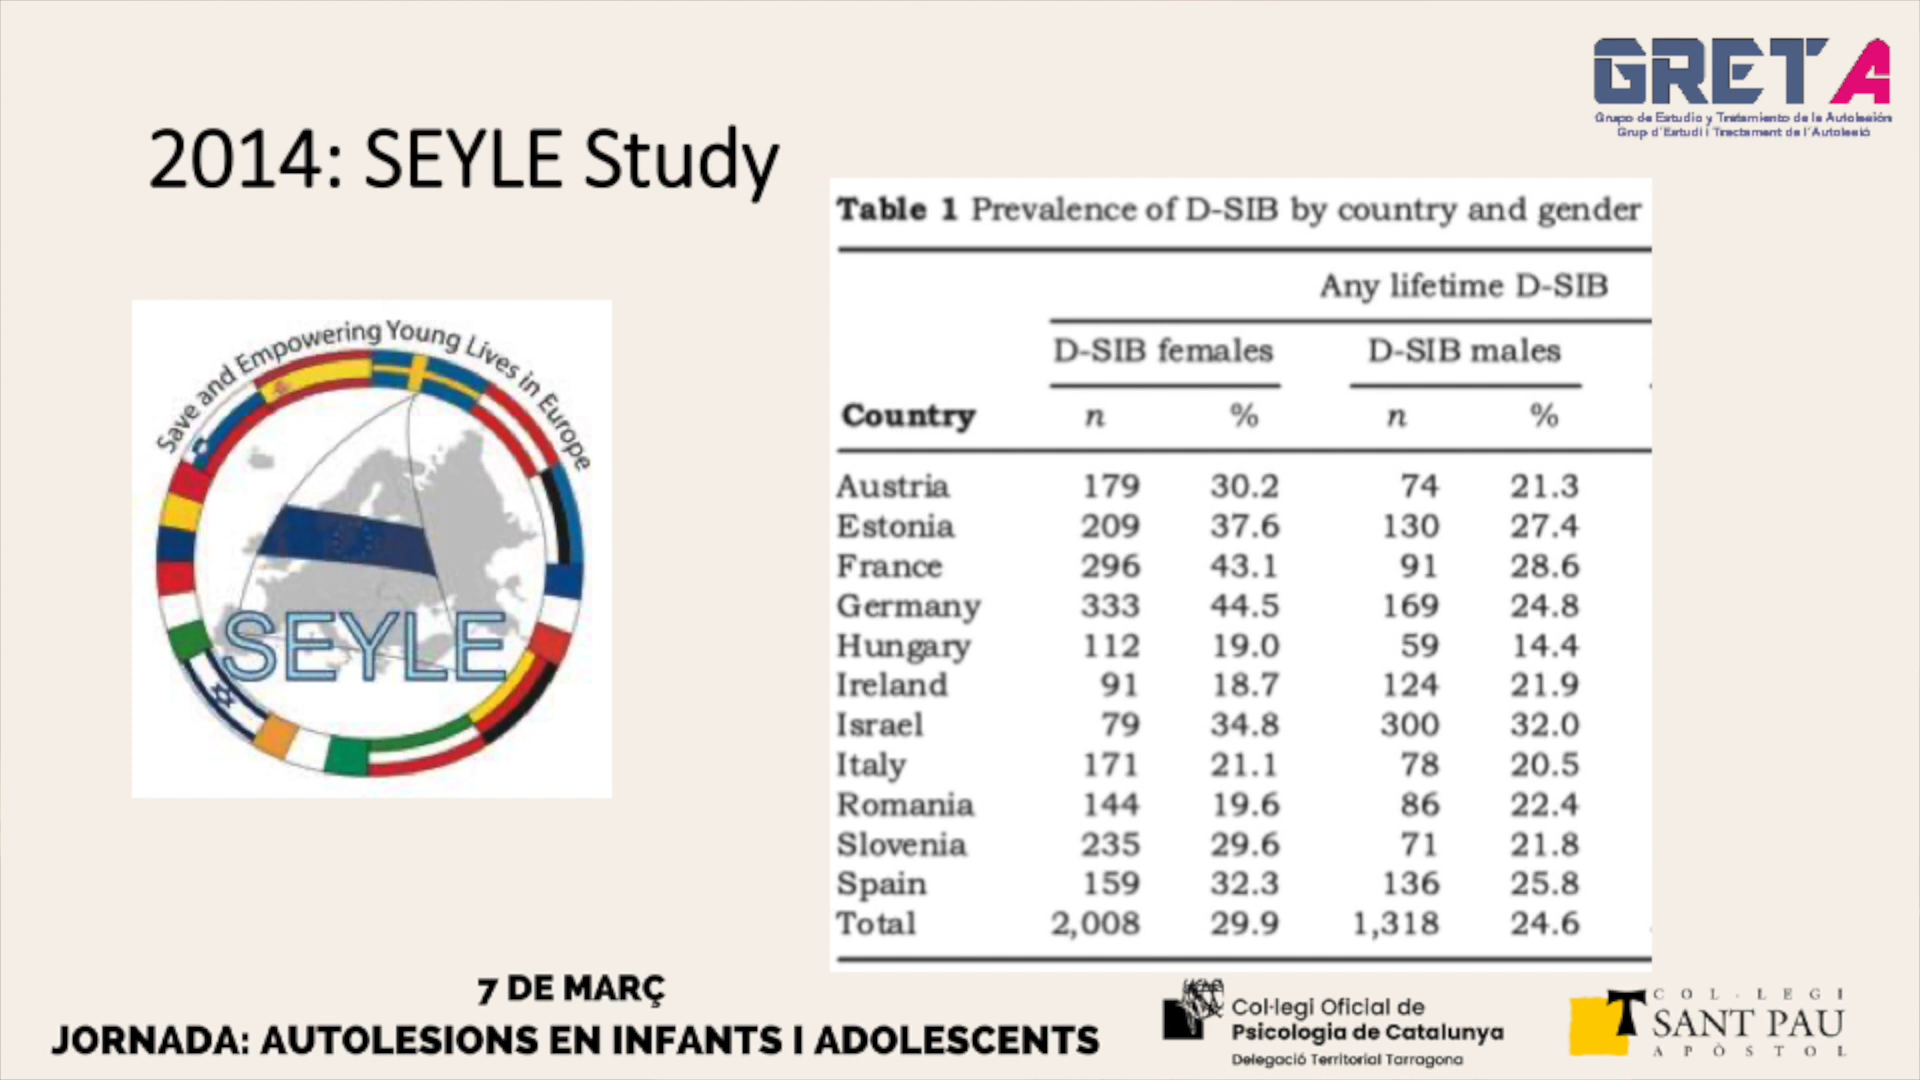 GRETA
Grupo de Estudio y Tratamiento de la Autolesión
Grup d'Estudi i Tractament de l'Autolesió
2014: SEYLE Study
Save and Empowering Young Lives in Europe
SEYLE
Table 1 Prevalence of D-SIB by country and gender
Any lifetime D-SIB
D-SIB females D-SIB males
Country n % n %
Austria 179 30.2 74 21.3
Estonia 209 37.6 130 27.4
France 296 43.1 91 28.6
Germany 333 44.5 169 24.8
Hungary 112 19.0 59 14.4
Ireland 91 18.7 124 21.9
Israel 79 34.8 300 32.0
Italy 171 21.1 78 20.5
Romania 144 19.6 86 22.4
Slovenia 235 29.6 71 21.8
Spain 159 32.3 136 25.8
Total 2,008 29.9 1,318 24.6
7 DE MARÇ
JORNADA: AUTOLESIONS EN INFANTS I ADOLESCENTS
Col·legi Oficial de
Psicologia de Catalunya
Delegació Territorial Tarragona
COL·LEGI
SANT PAU
APÒSTOL